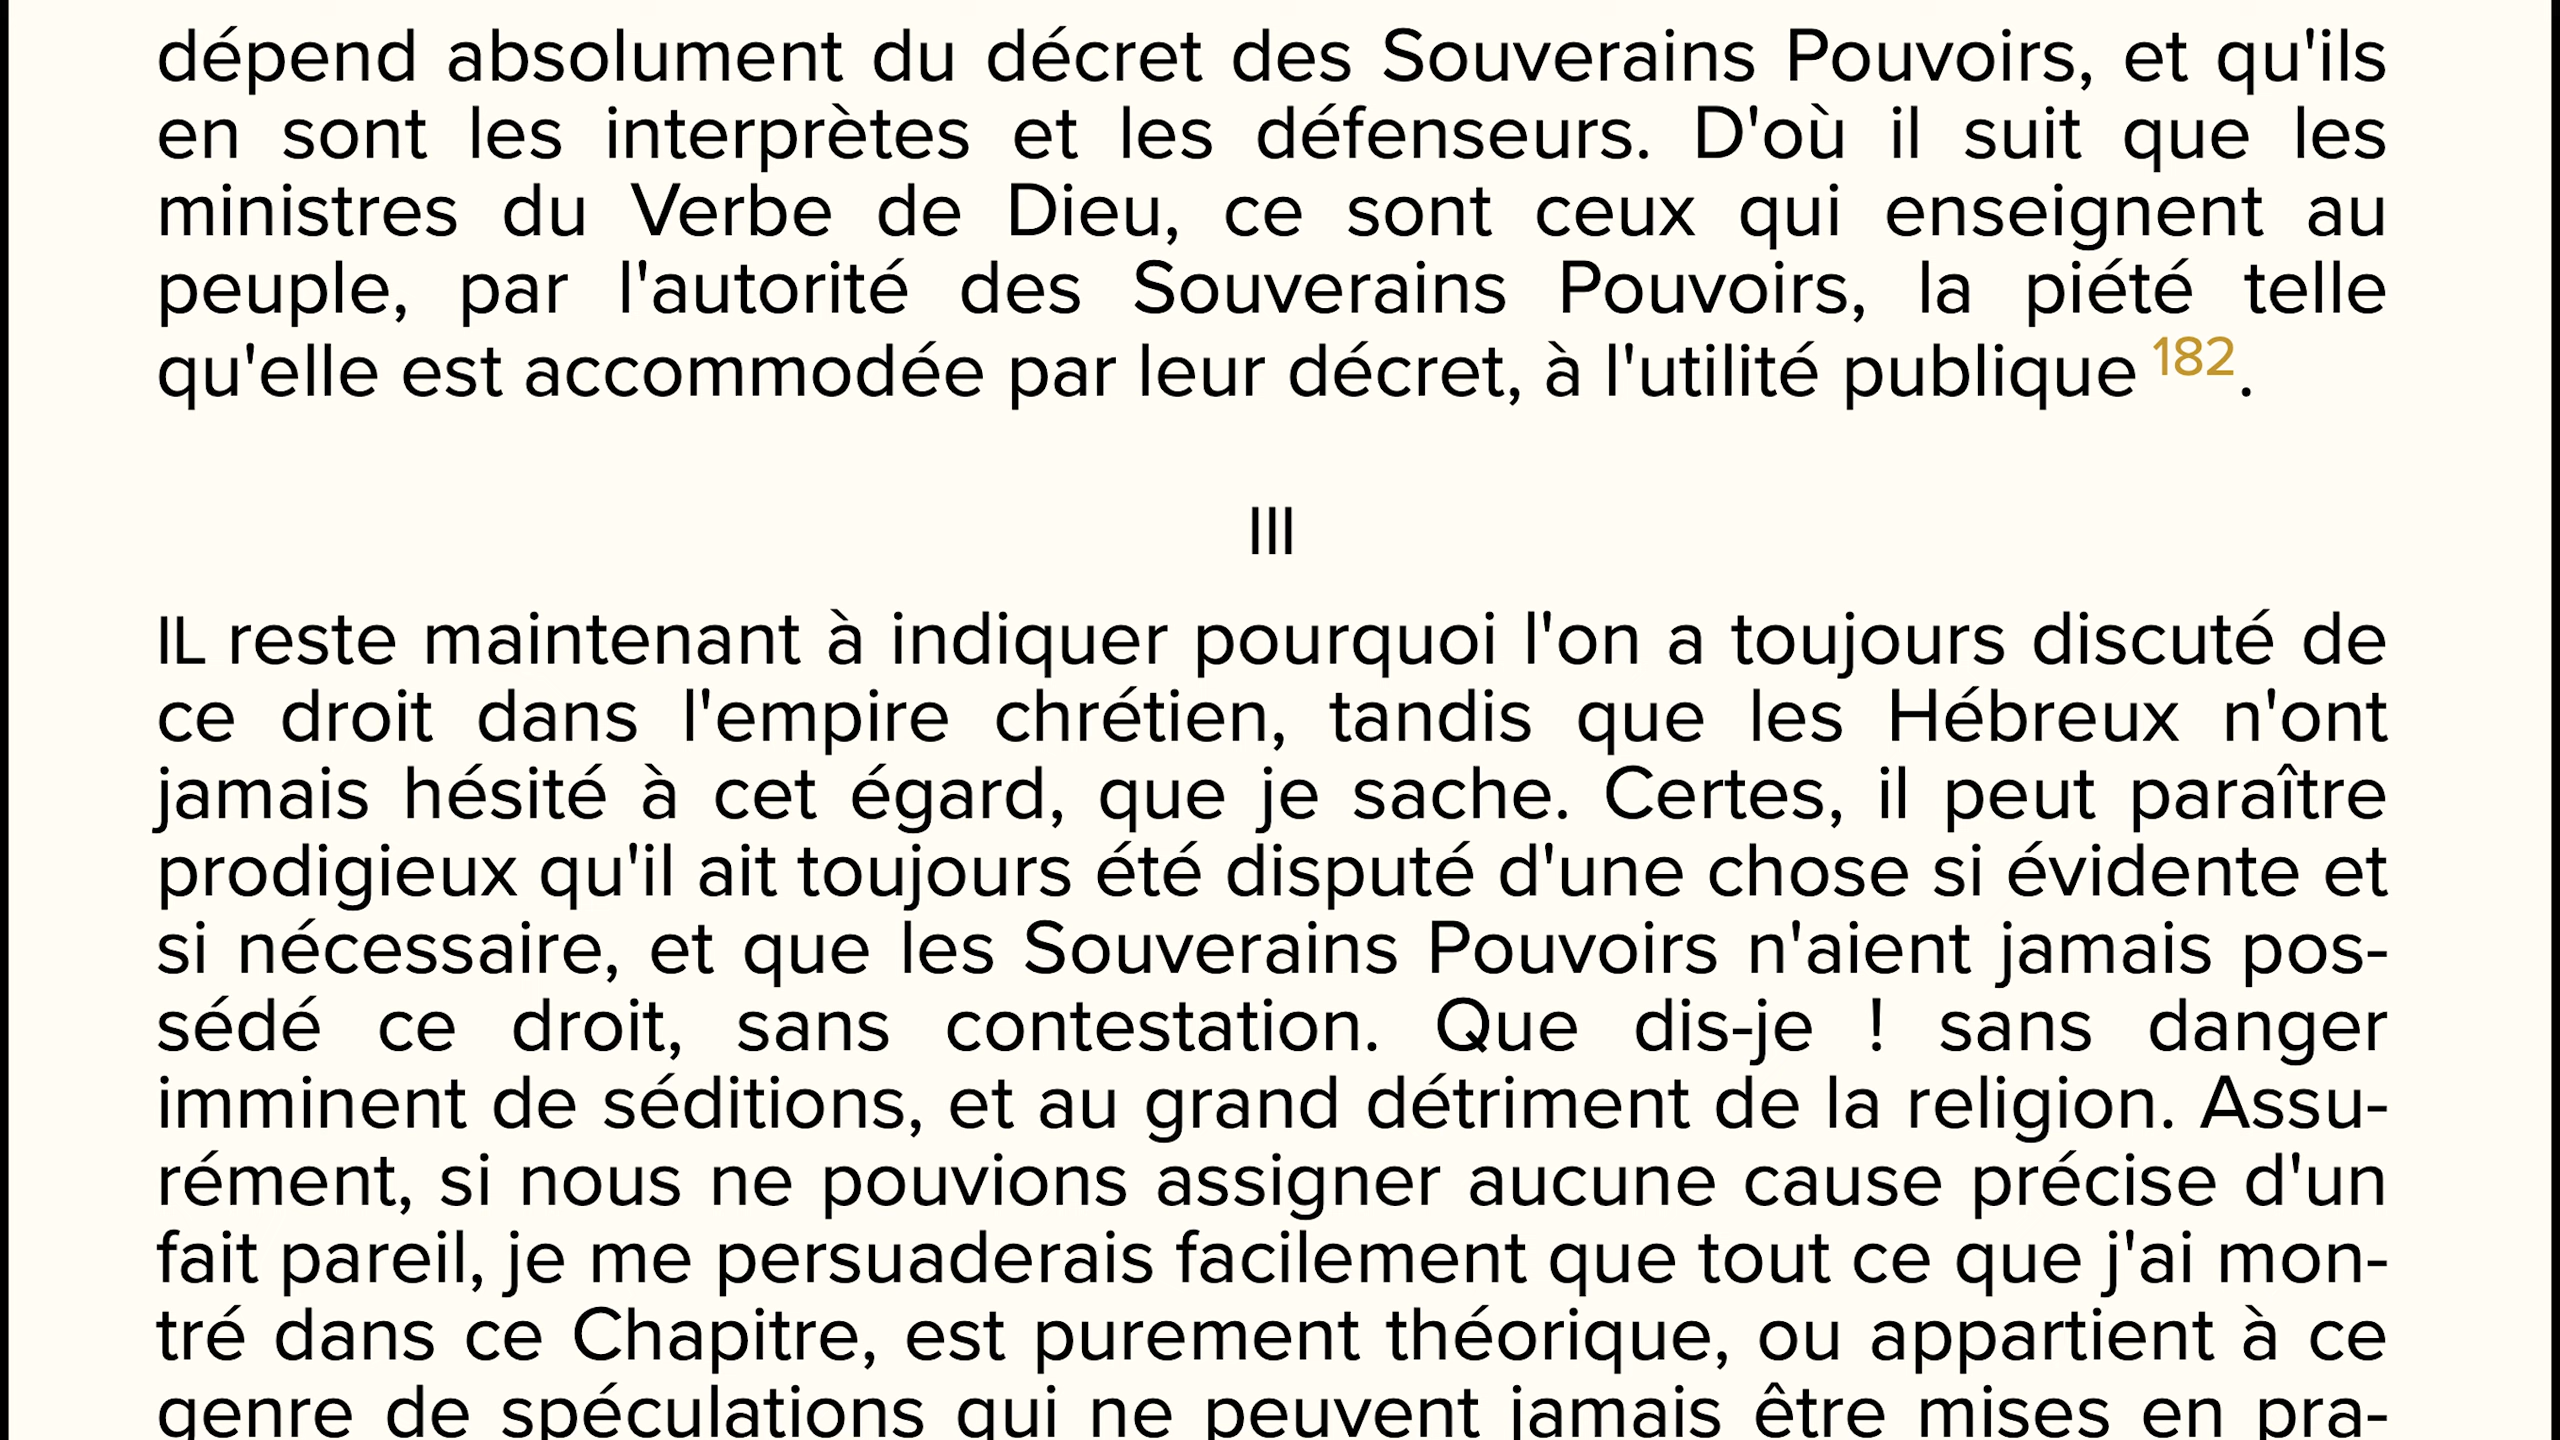 dépend absolument du décret des Souverains Pouvoirs, et qu'ils
en sont les interprètes et les défenseurs. D'où il suit que les
ministres du Verbe de Dieu, ce sont ceux qui enseignent au
peuple, par l'autorité des Souverains Pouvoirs, la piété telle
qu'elle est accommodée par leur décret, à l'utilité publique 182.
III
IL reste maintenant à indiquer pourquoi l'on a toujours discuté de
ce droit dans l'empire chrétien, tandis que les Hébreux n'ont
jamais hésité à cet égard, que je sache. Certes, il peut paraître
prodigieux qu'il ait toujours été disputé d'une chose si évidente et
si nécessaire, et que les Souverains Pouvoirs n'aient jamais pos-
sédé ce droit, sans contestation. Que dis-je ! sans danger
imminent de séditions, et au grand détriment de la religion. Assu-
rément, si nous ne pouvions assigner aucune cause précise d'un
fait pareil, je me persuaderais facilement que tout ce que j'ai mon-
tré dans ce Chapitre, est purement théorique, ou appartient à ce
genre de spéculations qui ne peuvent jamais être mises en pra-